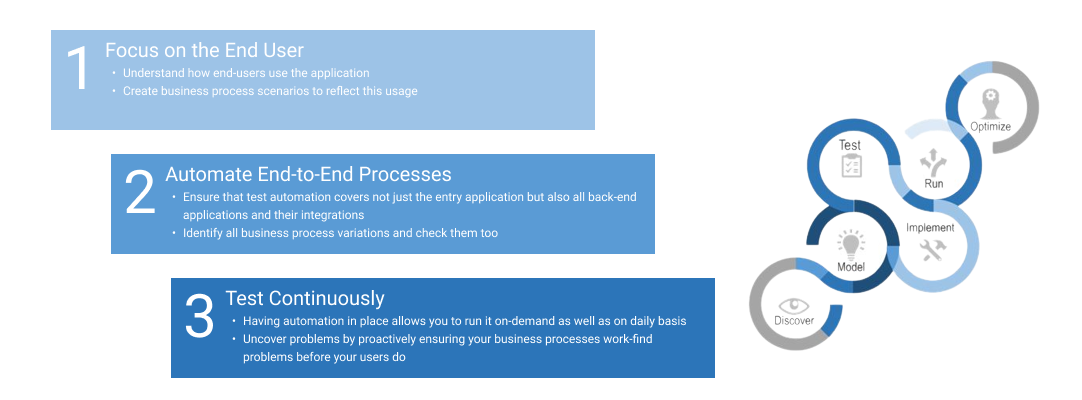 1
Focus on the End User
• Understand how end-users use the application
• Create business process scenarios to reflect this usage
2
Automate End-to-End Processes
• Ensure that test automation covers not just the entry application but also all back-end
applications and their integrations
• Identify all business process variations and check them too
3
Test Continuously
• Having automation in place allows you to run it on-demand as well as on daily basis
• Uncover problems by proactively ensuring your business processes work-find
problems before your users do
Optimize
Test
Run
Implement
Model
Discover